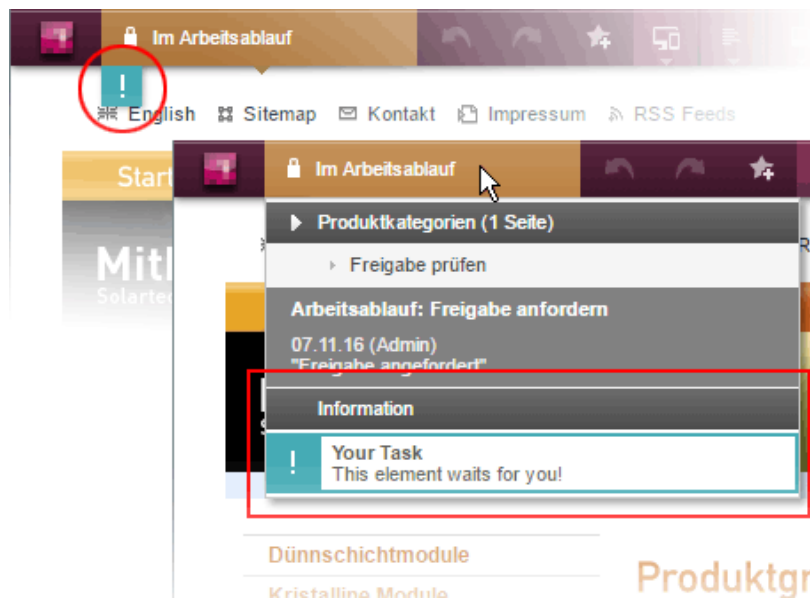 Im Arbeitsablauf
!
English Sitemap Kontakt Impressum RSS Feeds
Start
Im Arbeitsablauf
Produktkategorien (1 Seite)
Freigabe prüfen
Arbeitsablauf: Freigabe anfordern
07.11.16 (Admin)
"Freigabe angefordert"
Information
! Your Task
This element waits for you!
Dünnschichtmodule
Kristalline Module